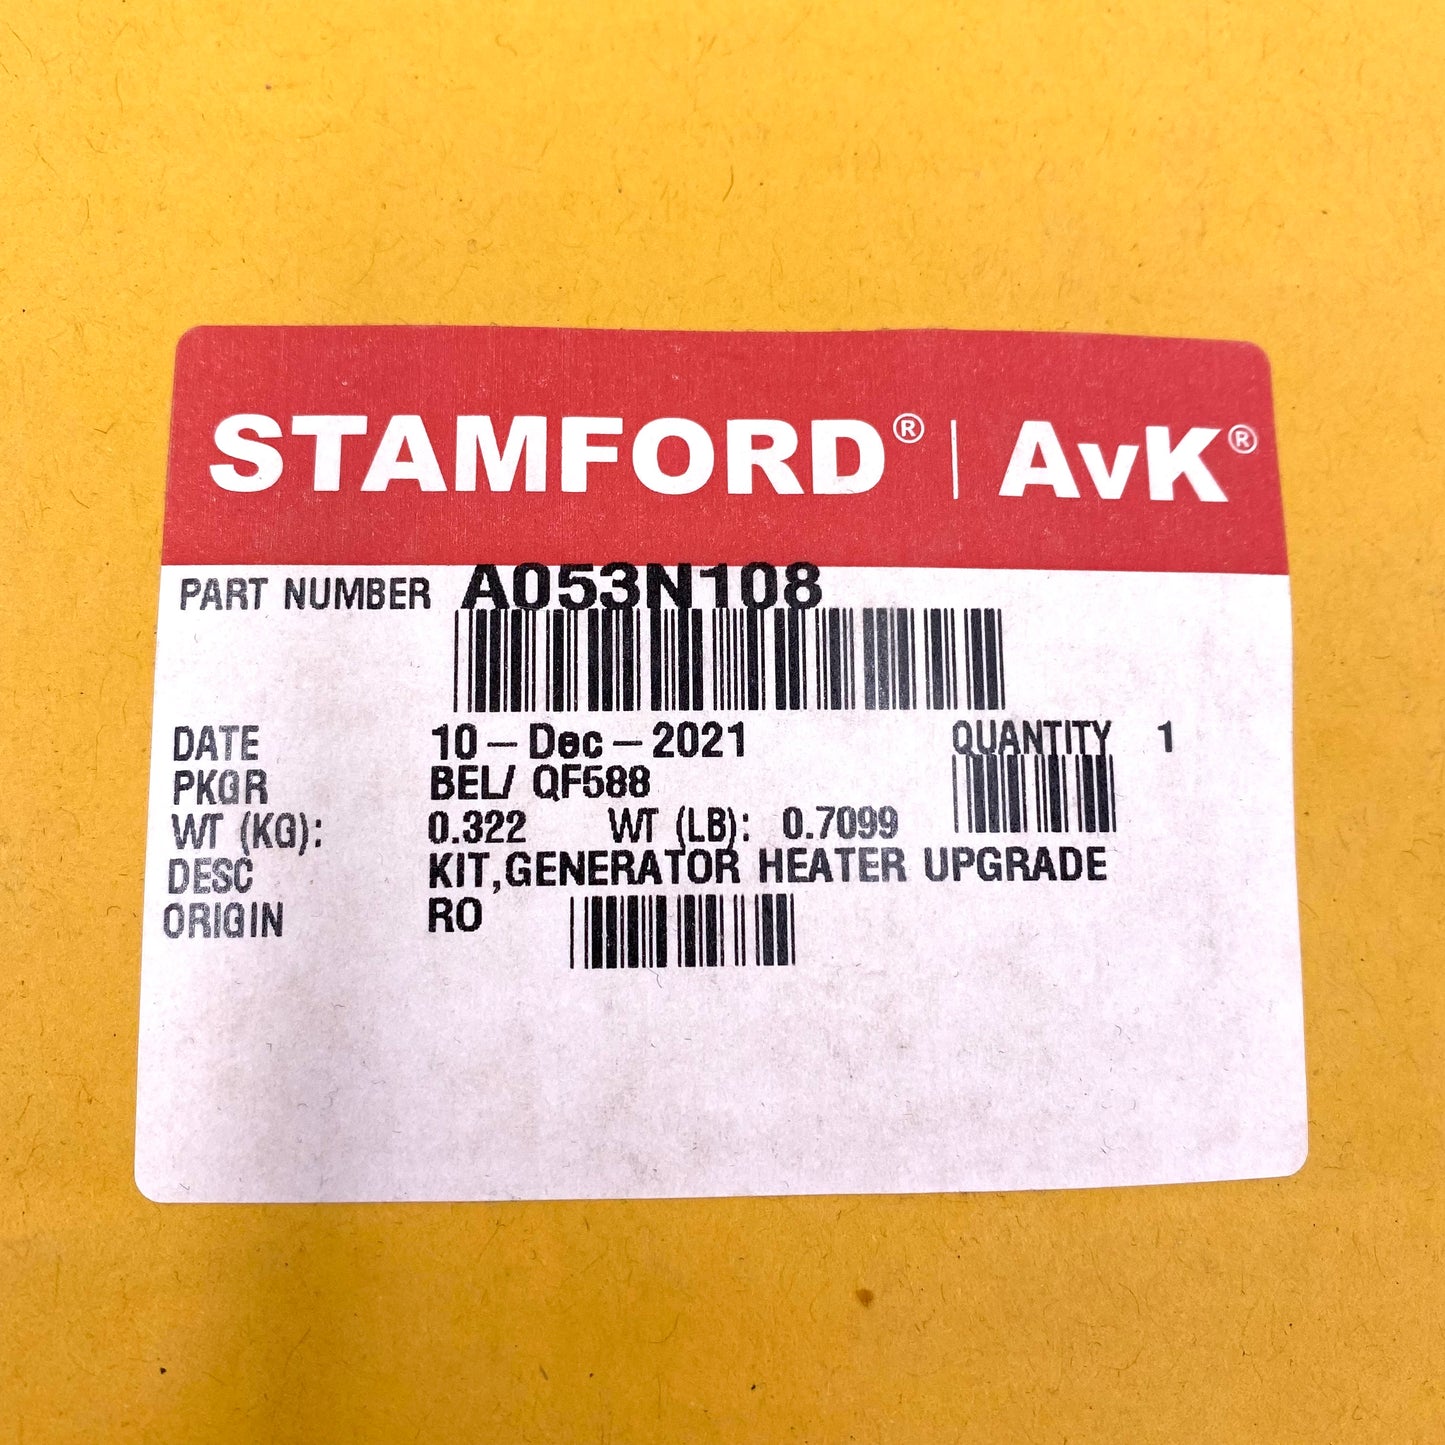 STAMFORD® | AvK®
PART NUMBER A053N108
DATE 10-Dec-2021 QUANTITY 1
PKGR BEL/ QF588
WT (KG): 0.322 WT (LB): 0.7099
DESC KIT,GENERATOR HEATER UPGRADE
ORIGIN RO